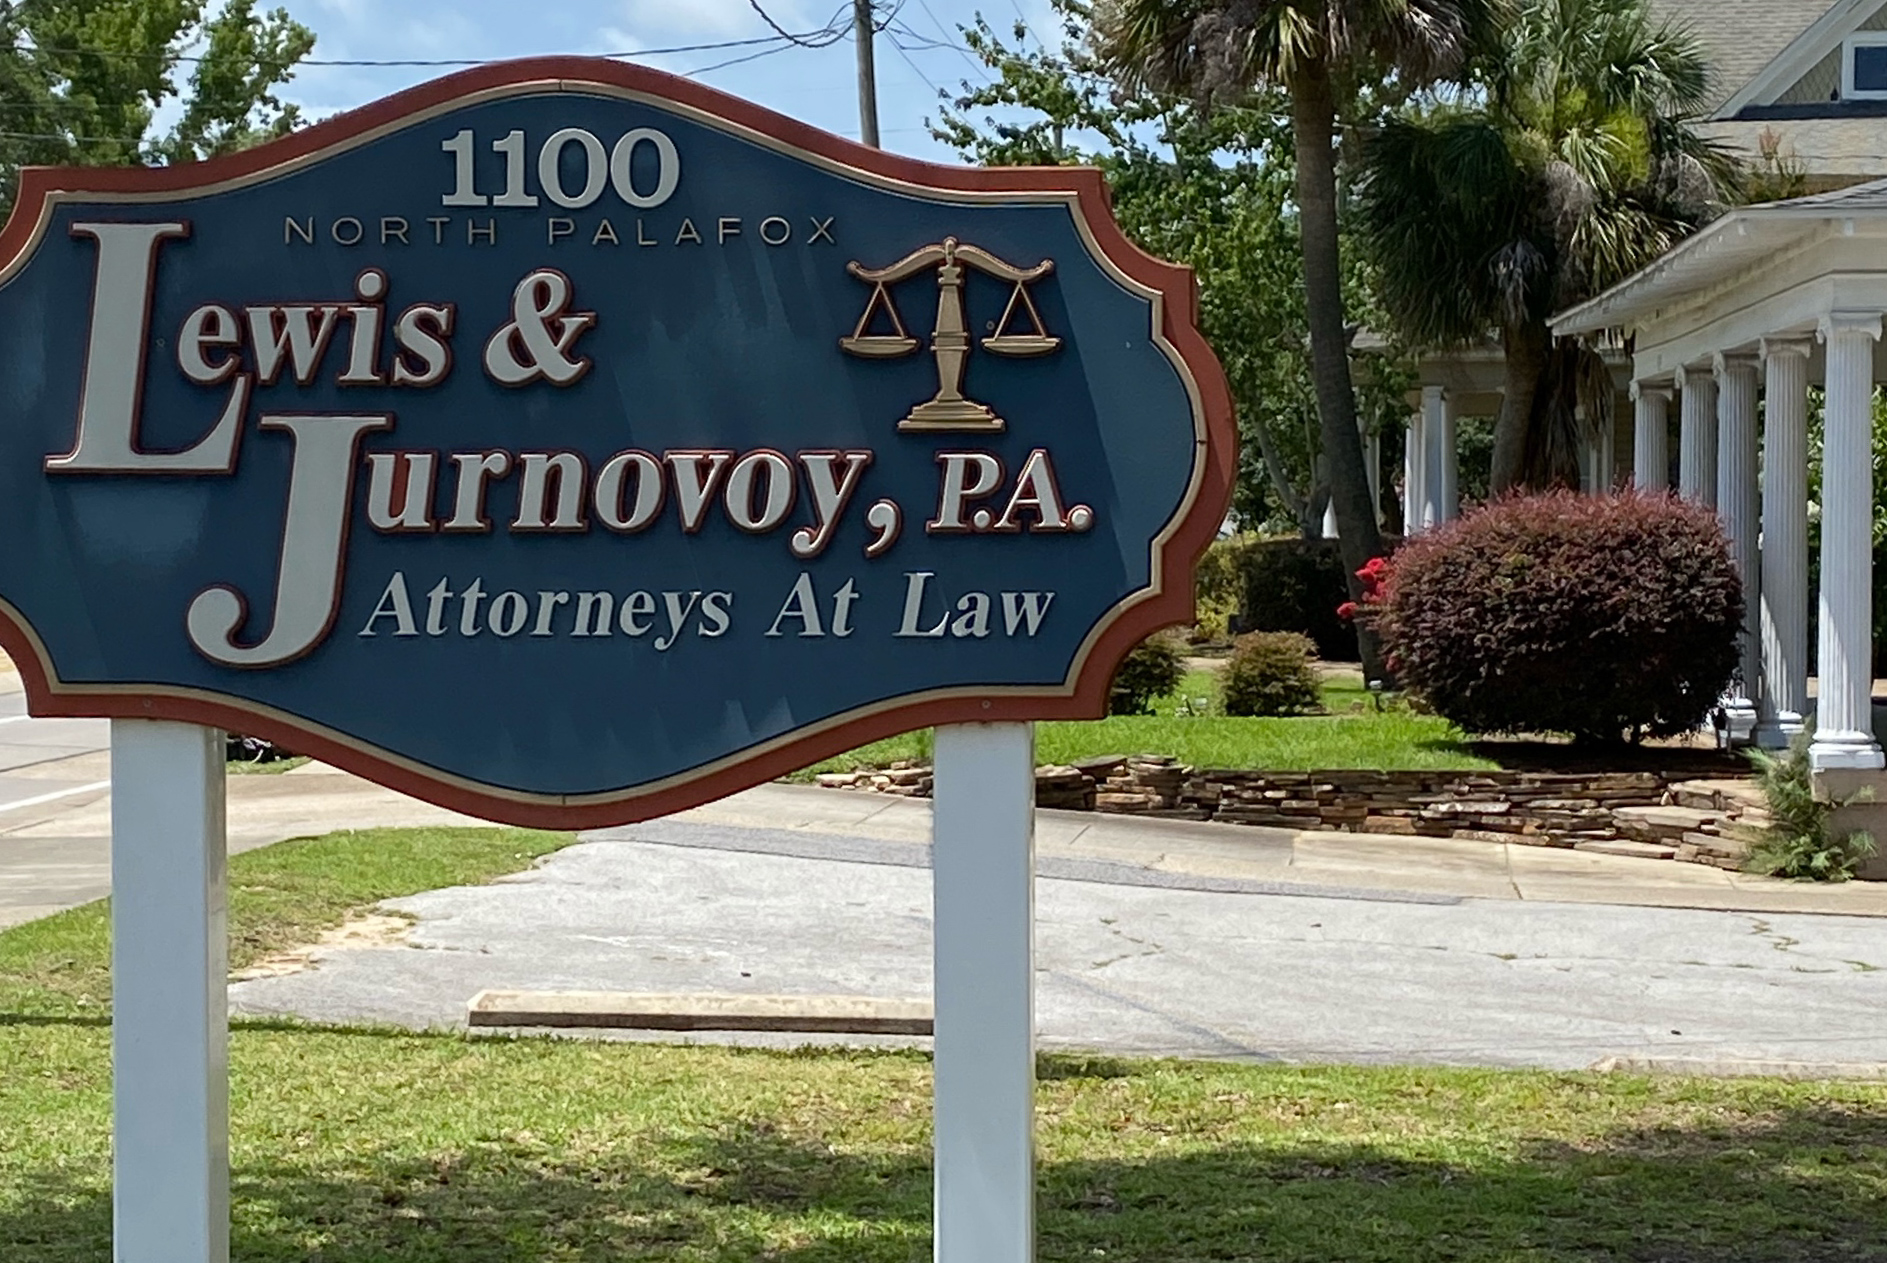 1100
NORTH PALAFOX
Lewis &
Jurnovoy, P.A.
Attorneys At Law